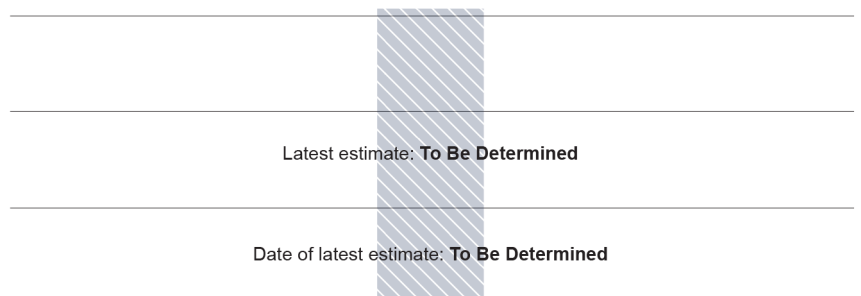 Latest estimate: To Be Determined
Date of latest estimate: To Be Determined